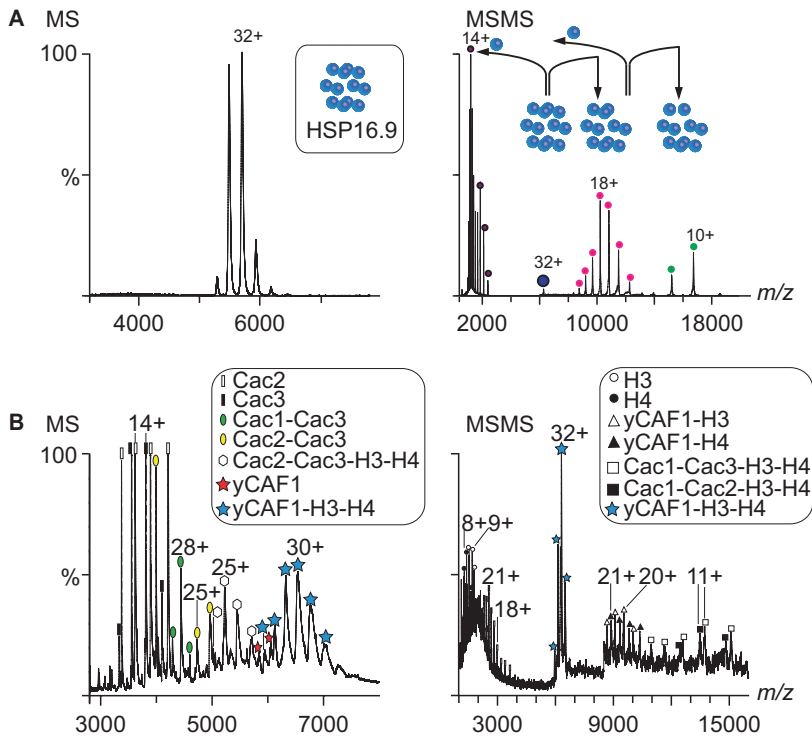 A
MS
MSMS
32+
14+
100
100
HSP16.9
%
%
32+
18+
10+
4000
6000
2000
10000
18000
m/z
B
MS
MSMS
Cac2
Cac3
Cac1-Cac3
Cac2-Cac3
Cac2-Cac3-H3-H4
yCAF1
yCAF1-H3-H4
H3
H4
yCAF1-H3
yCAF1-H4
Cac1-Cac3-H3-H4
Cac1-Cac2-H3-H4
yCAF1-H3-H4
14+
100
100
32+
28+
25+
25+
30+
8+
9+
21+
18+
21+
20+
11+
%
%
3000
5000
7000
3000
9000
15000
m/z